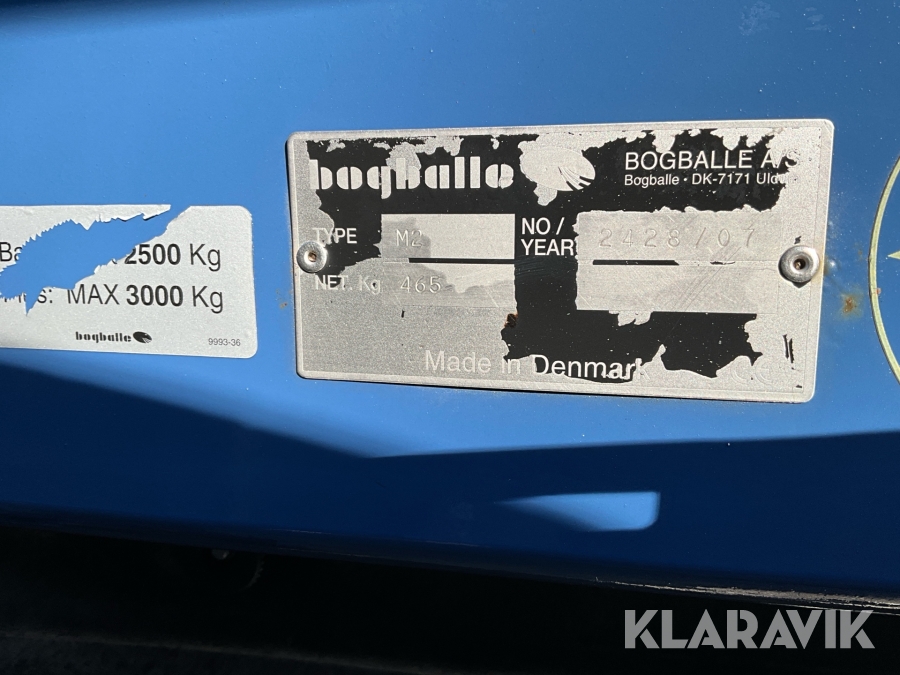 2500 Kg
MAX 3000 Kg
bogballe
9993-36
bogballe
BOGBALLE A/S
Bogballe · DK-7171
TYPE M2
NO / YEAR 2428/07
NET. Kg 465
Made in Denmark
KLARAVIK